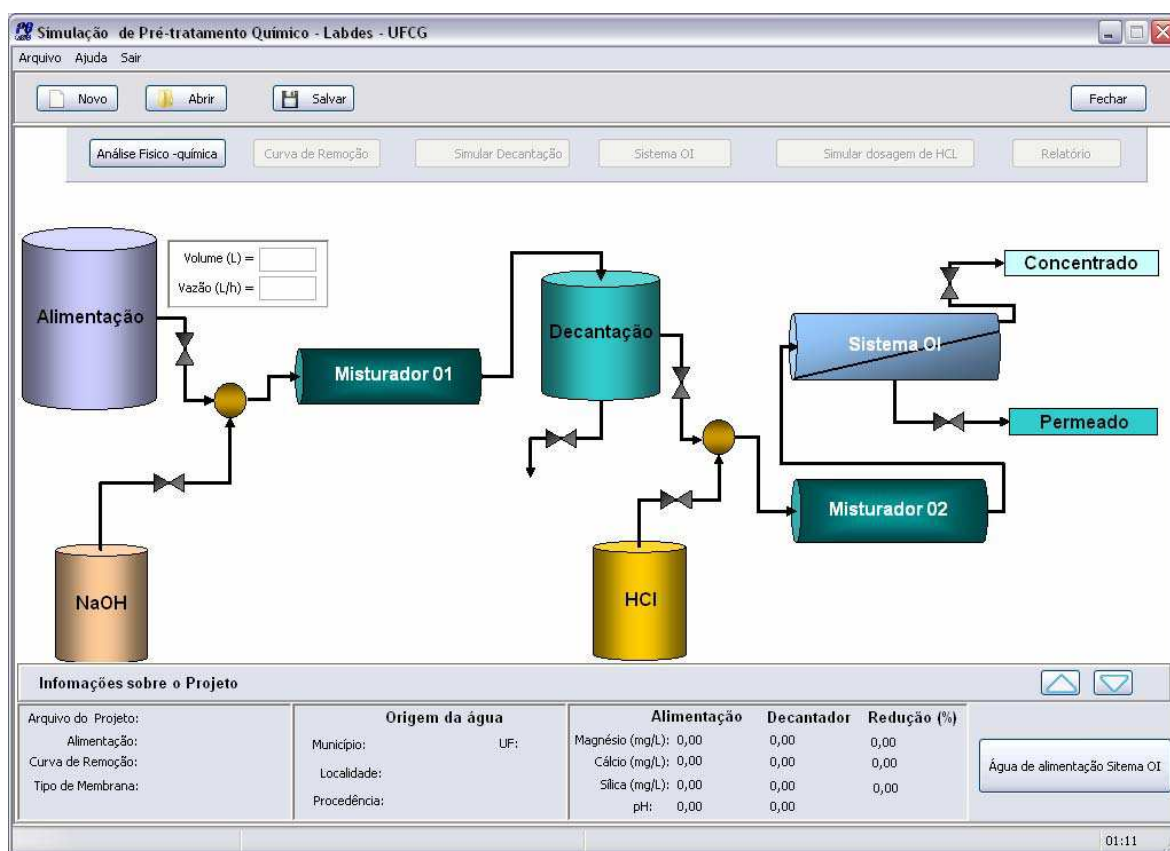 Simulação de Pré-tratamento Químico - Labdes - UFCG
Arquivo Ajuda Sair
Novo Abrir Salvar Fechar
Análise Fisico -química Curva de Remoção Simular Decantação Sistema OI Simular dosagem de HCL Relatório
Volume (L) =
Vazão (L/h) =
Alimentação
Misturador 01
Decantação
Concentrado
Sistema OI
Permeado
Misturador 02
NaOH
HCl
Infomações sobre o Projeto
Arquivo do Projeto:
Alimentação:
Curva de Remoção:
Tipo de Membrana:
Origem da água
Município: UF:
Localidade:
Procedência:
Alimentação Decantador Redução (%)
Magnésio (mg/L): 0,00 0,00 0,00
Cálcio (mg/L): 0,00 0,00 0,00
Sílica (mg/L): 0,00 0,00 0,00
pH: 0,00 0,00
Água de alimentação Sitema OI
01:11